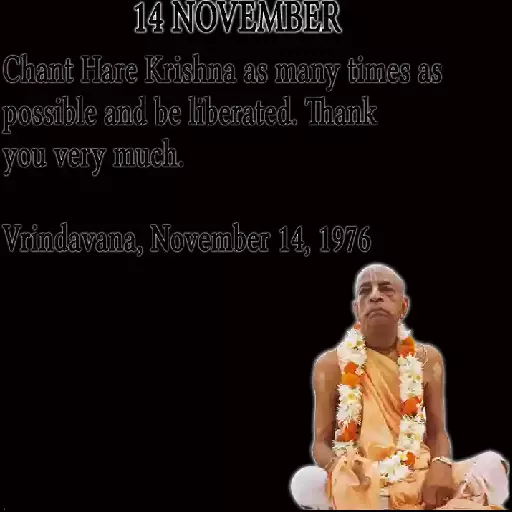 14 NOVEMBER
Chant Hare Krishna as many times as
possible and be liberated. Thank
you very much.
Vrindavana, November 14, 1976